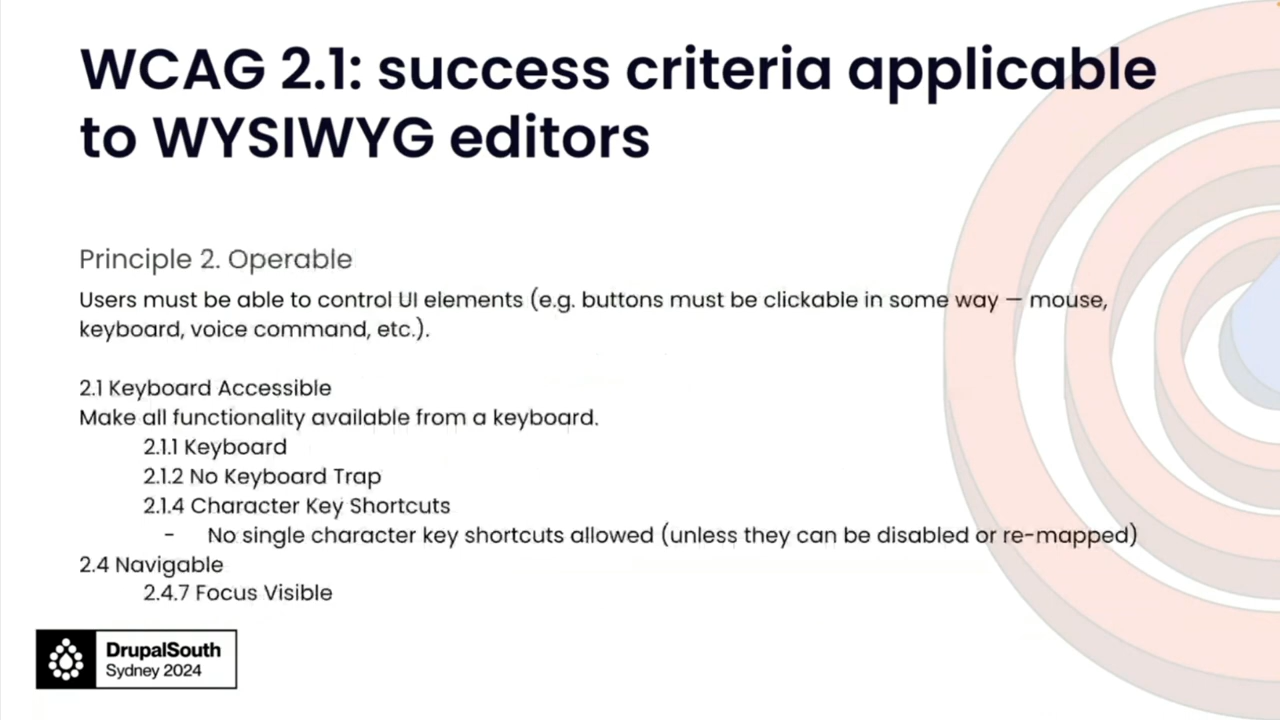 WCAG 2.1: success criteria applicable
to WYSIWYG editors
Principle 2. Operable
Users must be able to control UI elements (e.g. buttons must be clickable in some way — mouse,
keyboard, voice command, etc.).
2.1 Keyboard Accessible
Make all functionality available from a keyboard.
2.1.1 Keyboard
2.1.2 No Keyboard Trap
2.1.4 Character Key Shortcuts
- No single character key shortcuts allowed (unless they can be disabled or re-mapped)
2.4 Navigable
2.4.7 Focus Visible
DrupalSouth
Sydney 2024